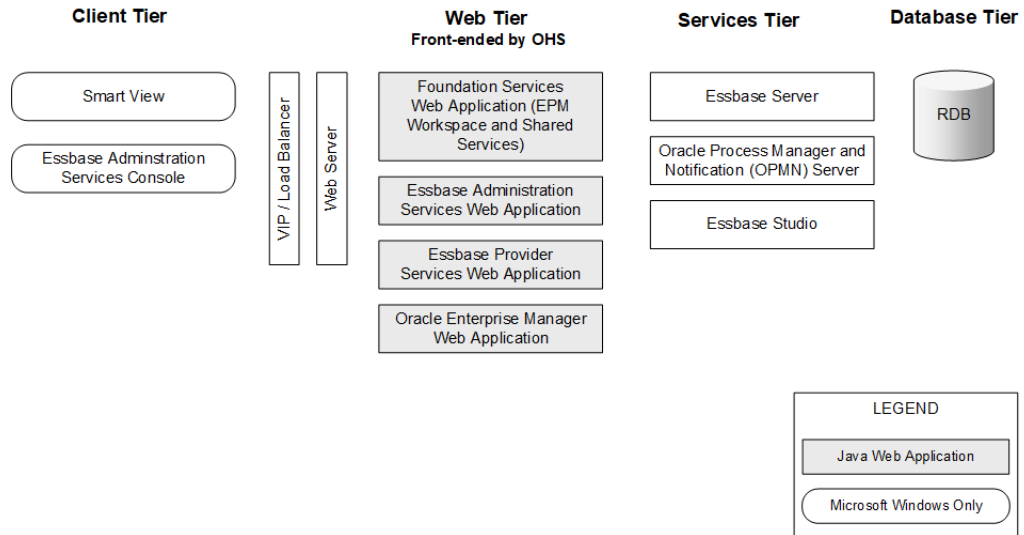 Client Tier
Smart View
Essbase Adminstration
Services Console
VIP / Load Balancer
Web Server
Web Tier
Front-ended by OHS
Foundation Services
Web Application (EPM
Workspace and Shared
Services)
Essbase Administration
Services Web Application
Essbase Provider
Services Web Application
Oracle Enterprise Manager
Web Application
Services Tier
Essbase Server
Oracle Process Manager and
Notification (OPMN) Server
Essbase Studio
Database Tier
RDB
LEGEND
Java Web Application
Microsoft Windows Only